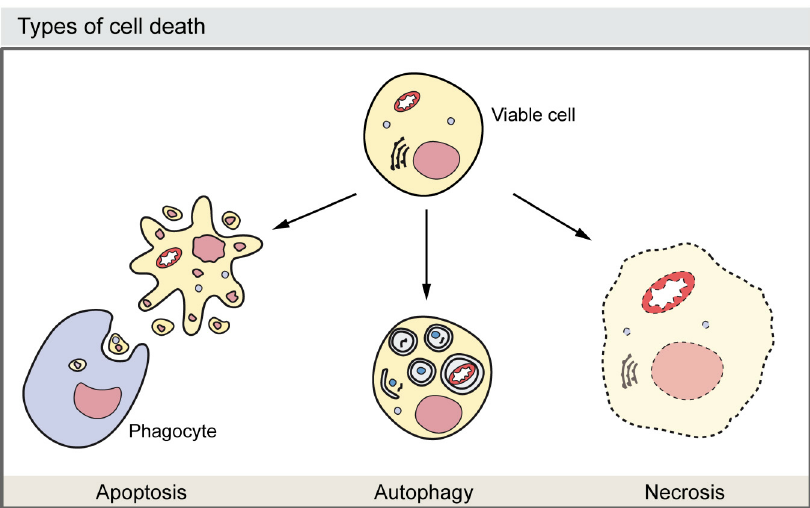 Types of cell death
Viable cell
Phagocyte
Apoptosis
Autophagy
Necrosis